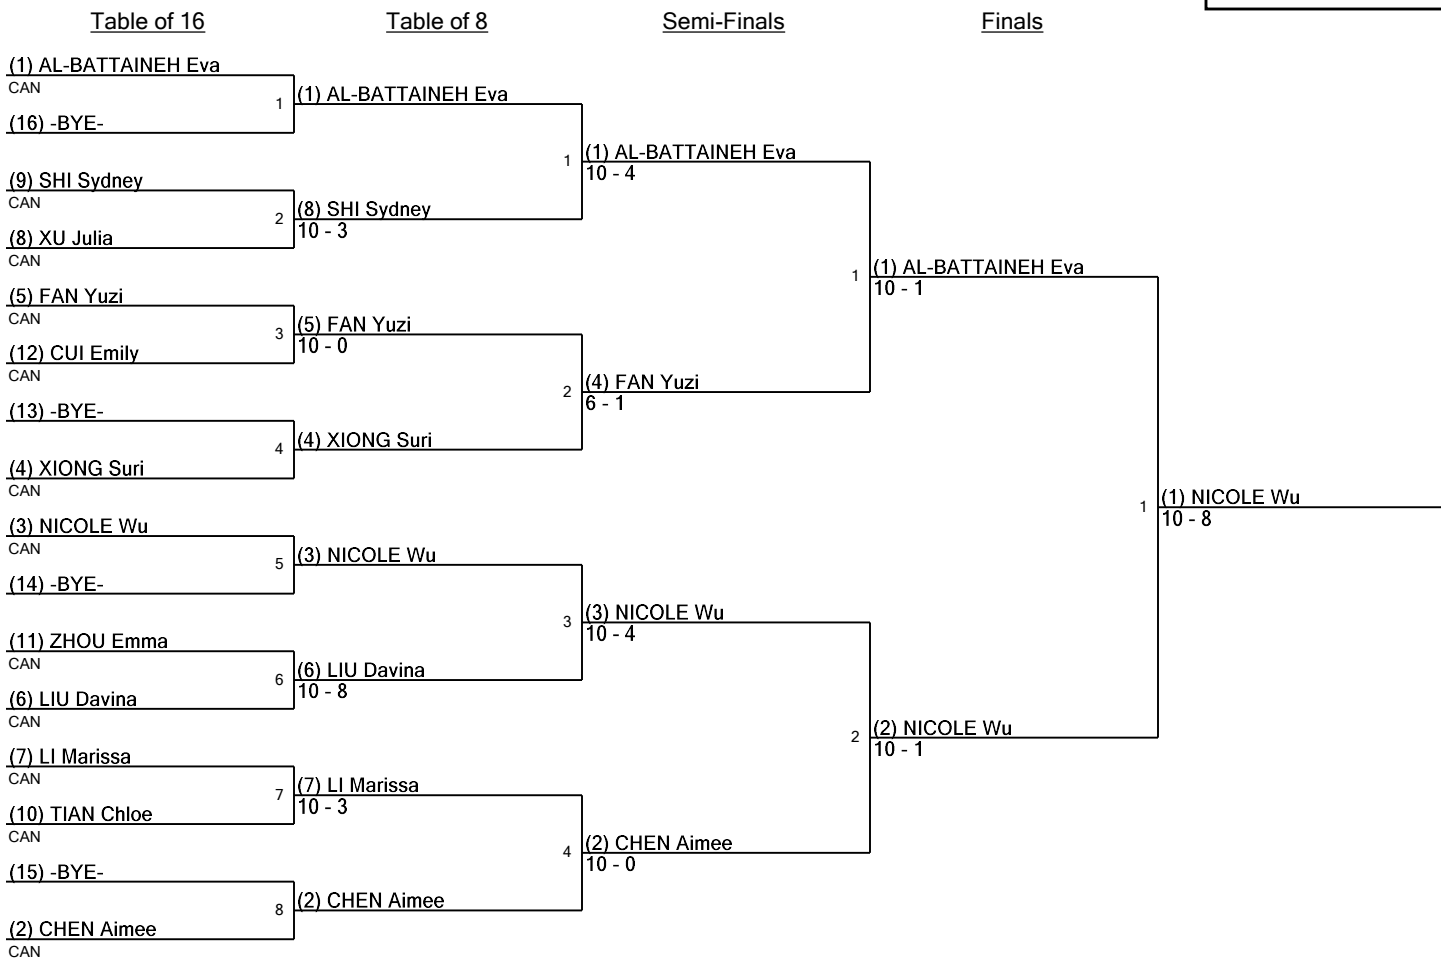 Table of 16
Table of 8
Semi-Finals
Finals
(1) AL-BATTAINEH Eva
CAN
1
(16) -BYE-
(9) SHI Sydney
CAN
2
(8) XU Julia
CAN
(5) FAN Yuzi
CAN
3
(12) CUI Emily
CAN
(13) -BYE-
4
(4) XIONG Suri
CAN
(3) NICOLE Wu
CAN
5
(14) -BYE-
(11) ZHOU Emma
CAN
6
(6) LIU Davina
CAN
(7) LI Marissa
CAN
7
(10) TIAN Chloe
CAN
(15) -BYE-
8
(2) CHEN Aimee
CAN
(1) AL-BATTAINEH Eva
1
(8) SHI Sydney
10 - 3
(5) FAN Yuzi
10 - 0
2
(4) XIONG Suri
(3) NICOLE Wu
3
(6) LIU Davina
10 - 8
(7) LI Marissa
10 - 3
4
(2) CHEN Aimee
(1) AL-BATTAINEH Eva
10 - 4
1
(4) FAN Yuzi
6 - 1
(3) NICOLE Wu
10 - 4
2
(2) CHEN Aimee
10 - 0
(1) AL-BATTAINEH Eva
10 - 1
1
(2) NICOLE Wu
10 - 1
(1) NICOLE Wu
10 - 8